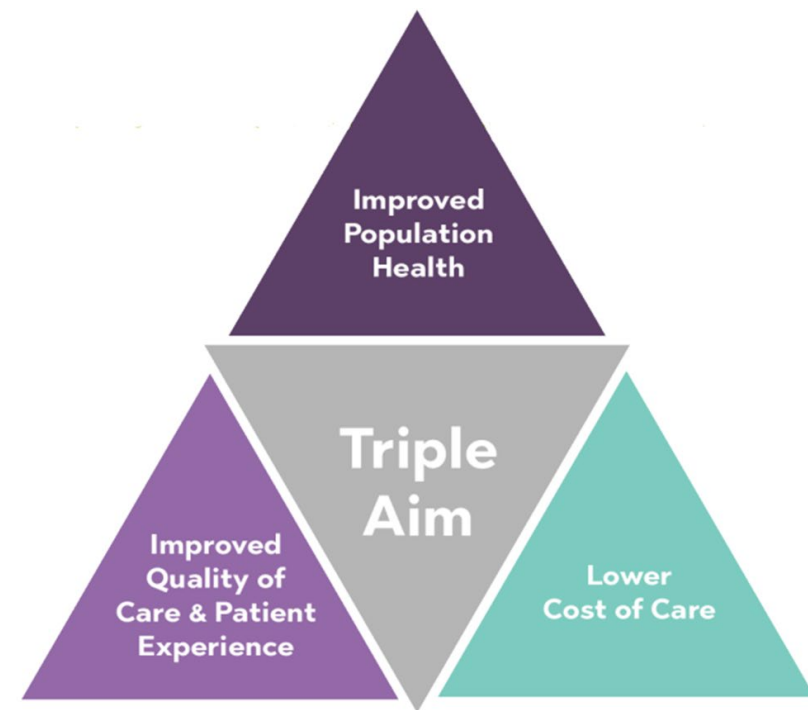 Improved
Population
Health
Triple
Aim
Improved
Quality of
Care & Patient
Experience
Lower
Cost of Care